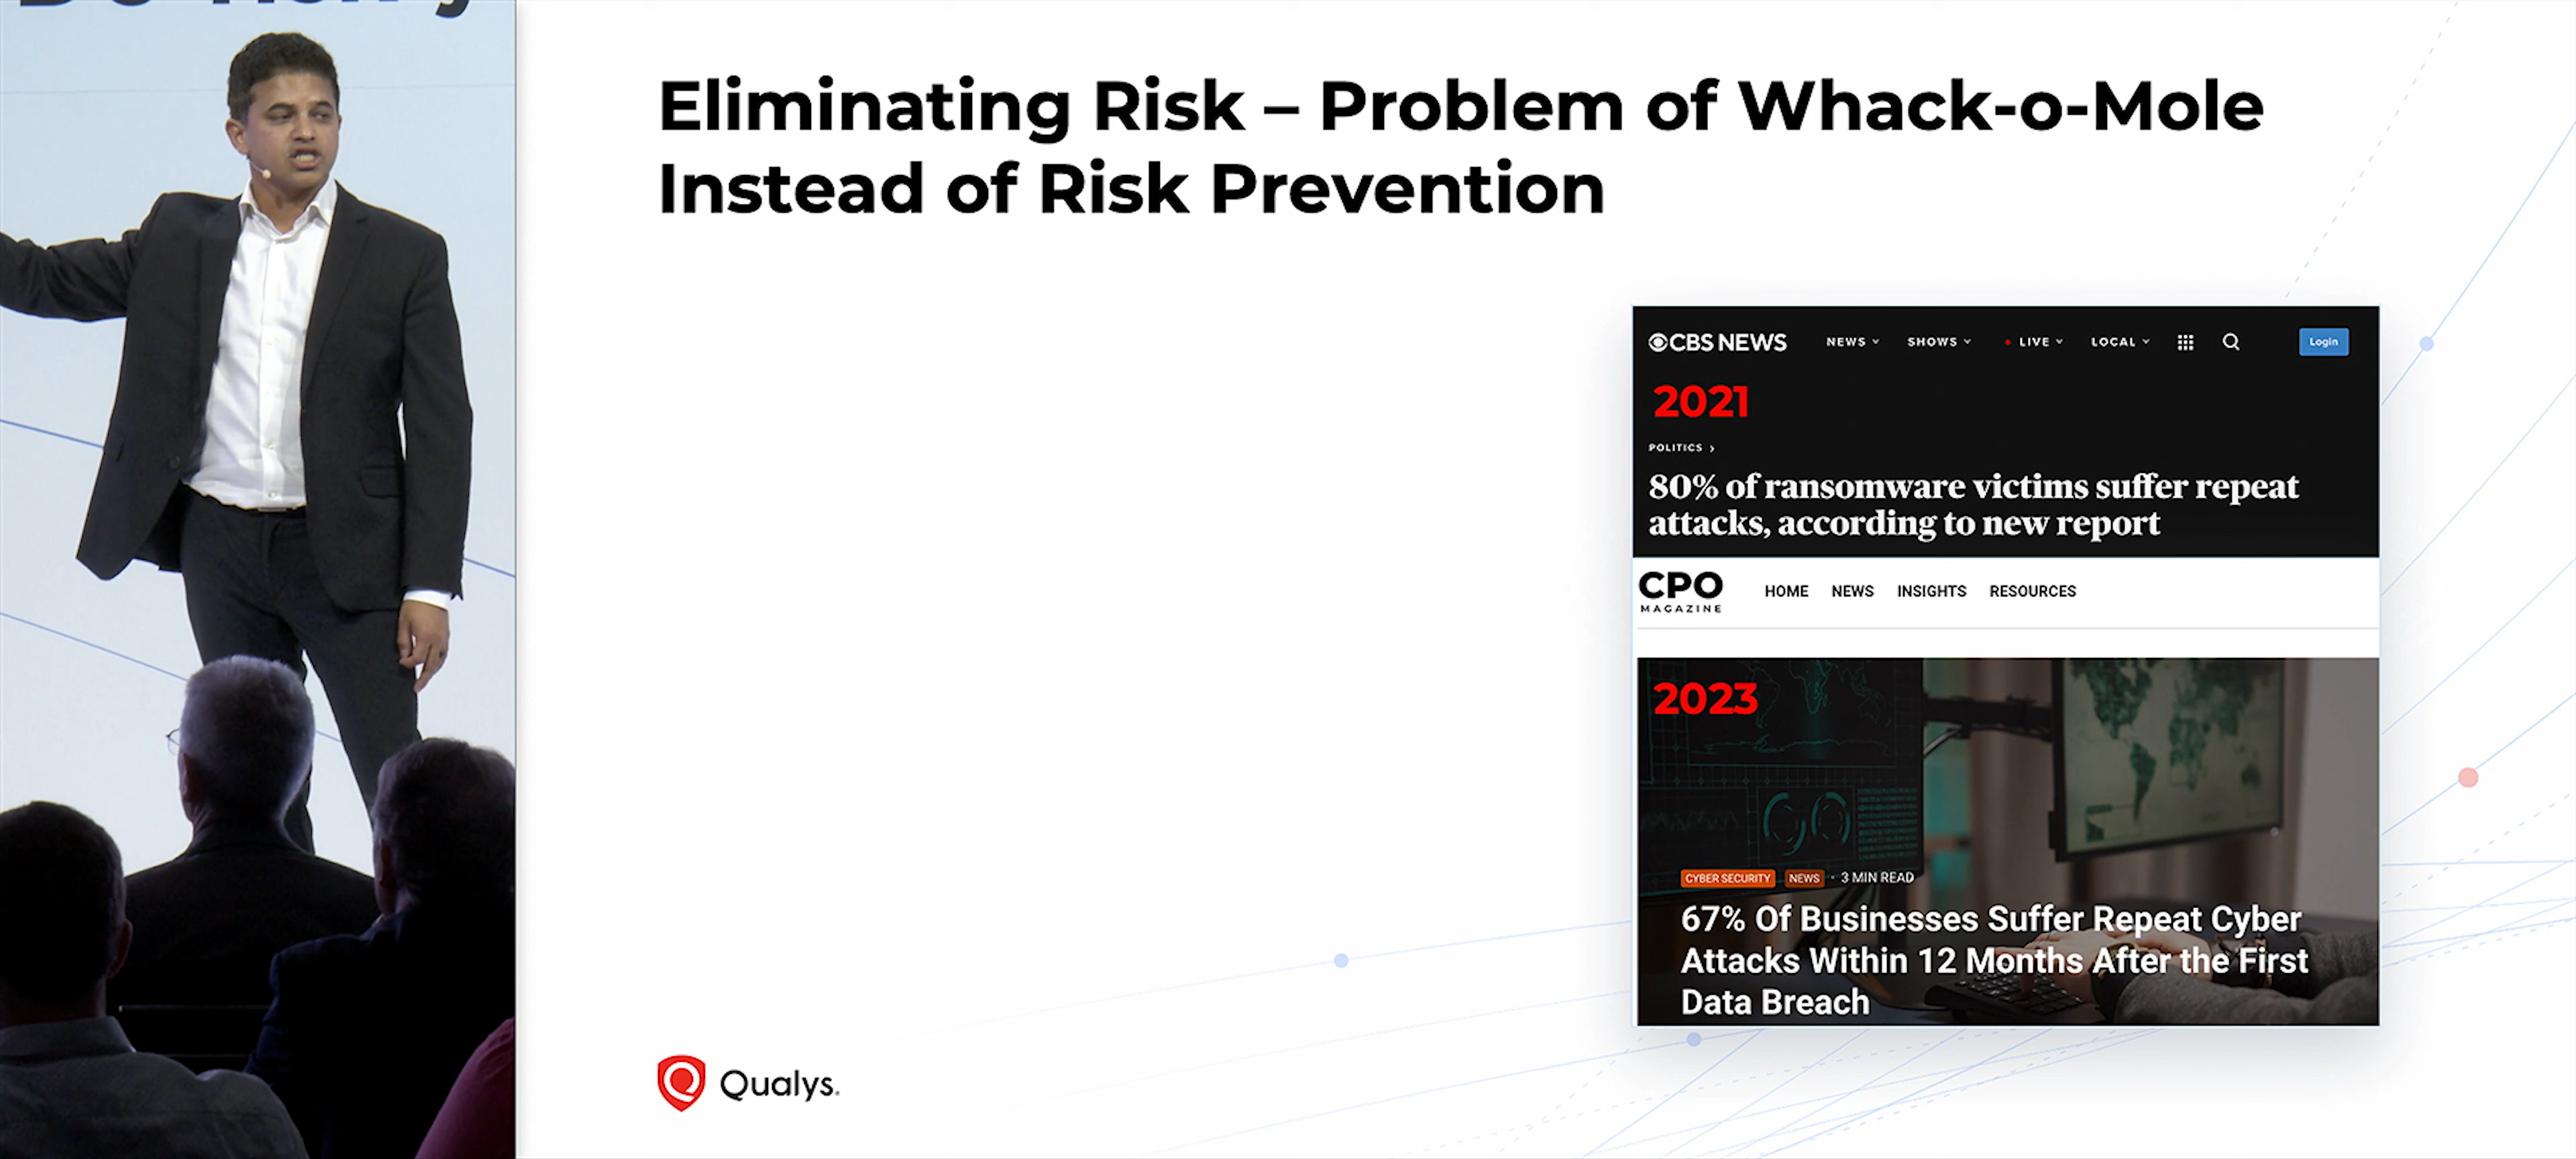 Eliminating Risk – Problem of Whack-o-Mole
Instead of Risk Prevention
CBS NEWS
NEWS
SHOWS
LIVE
LOCAL
Login
2021
POLITICS
80% of ransomware victims suffer repeat
attacks, according to new report
CPO
MAGAZINE
HOME
NEWS
INSIGHTS
RESOURCES
2023
CYBER SECURITY
NEWS
· 3 MIN READ
67% Of Businesses Suffer Repeat Cyber
Attacks Within 12 Months After the First
Data Breach
Qualys.